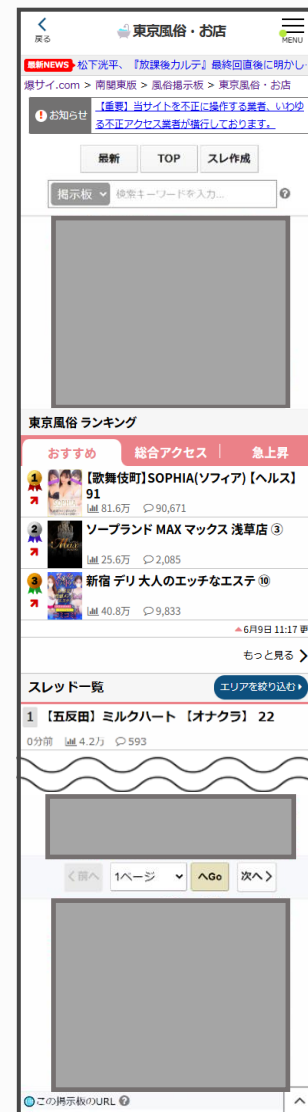 戻る
東京風俗・お店
MENU
最新NEWS 松下洸平、『放課後カルテ』最終回直後に明かし…
爆サイ.com > 南関東版 > 風俗掲示板 > 東京風俗・お店
お知らせ
【重要】当サイトを不正に操作する業者、いわゆ
る不正アクセス業者が横行しております。
最新 TOP スレ作成
掲示板 検索キーワードを入力...
東京風俗 ランキング
おすすめ 総合アクセス 急上昇
1 【歌舞伎町】SOPHIA(ソフィア)【ヘルス】
91
81.6万 90,671
2 ソープランド MAX マックス 浅草店 ③
25.6万 2,085
3 新宿 デリ 大人のエッチなエステ ⑩
40.8万 9,833
6月9日 11:17 更
もっと見る
スレッド一覧 エリアを絞り込む
1 【五反田】ミルクハート 【オナクラ】 22
0分前 4.2万 593
<前へ 1ページ へGo 次へ>
この掲示板のURL